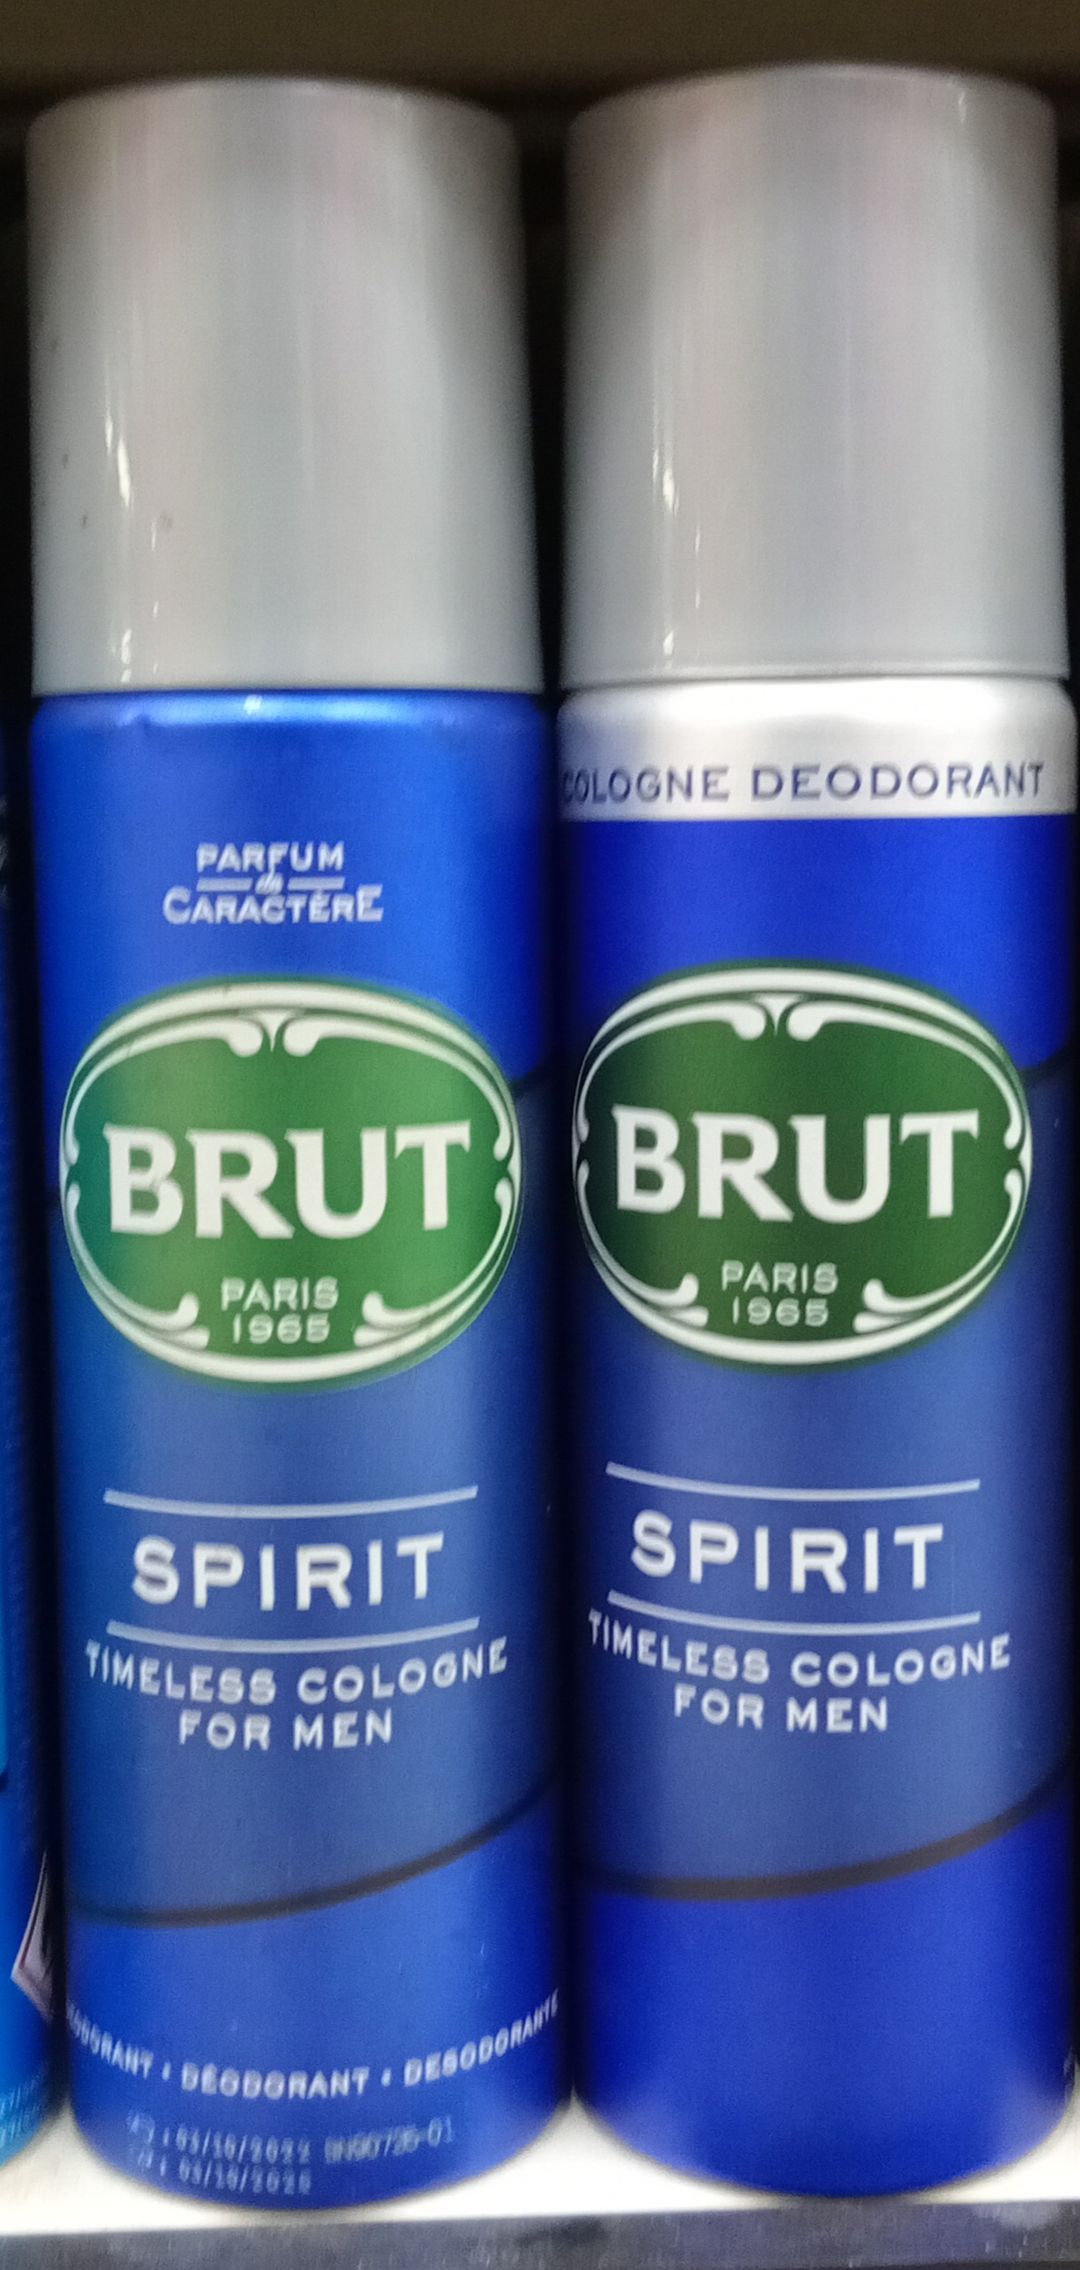 PARFUM
de
CARACTÈRE
BRUT
PARIS
1965
SPIRIT
TIMELESS COLOGNE
FOR MEN
DEODORANT • DÉODORANT • DESODORANTE
COLOGNE DEODORANT
BRUT
PARIS
1965
SPIRIT
TIMELESS COLOGNE
FOR MEN